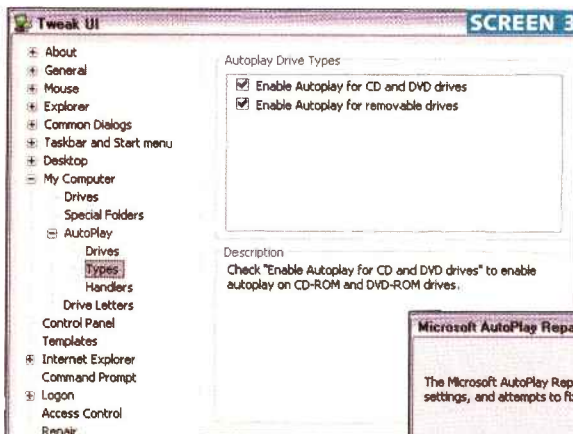 Tweak UI
SCREEN 3
About
General
Mouse
Explorer
Common Dialogs
Taskbar and Start menu
Desktop
My Computer
Drives
Special Folders
AutoPlay
Drives
Types
Handlers
Drive Letters
Control Panel
Templates
Internet Explorer
Command Prompt
Logon
Access Control
Repair
Autoplay Drive Types
Enable Autoplay for CD and DVD drives
Enable Autoplay for removable drives
Description
Check "Enable Autoplay for CD and DVD drives" to enable
autoplay on CD-ROM and DVD-ROM drives.
Microsoft AutoPlay Repa
The Microsoft AutoPlay Rep
settings, and attempts to fi